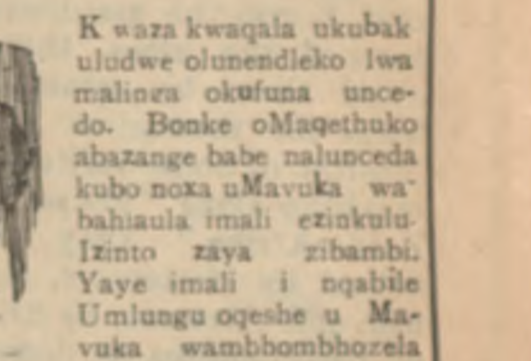 K waza kwaqala ukubak
uludwe olunendleko lwa
malinga okufuna unce-
do. Bonke oMaqethuko
abazange babe nalunceda
kubo noxa uMavuka wa-
bahlaula imali ezinkulu.
Izinto zaya zibambi.
Yaye imali i nqabile
Umlungu oqeshe u Ma-
vuka wambhombhozela